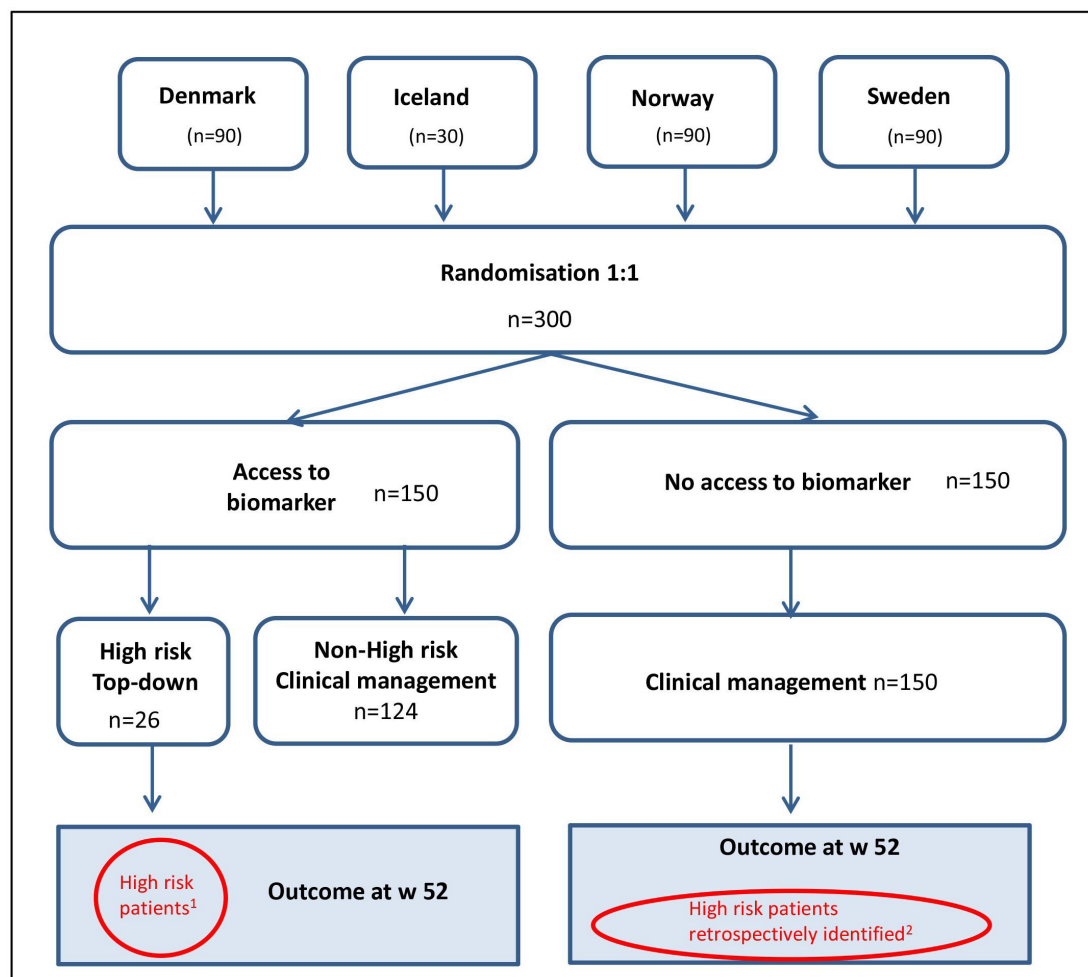 Denmark
(n=90)
Iceland
(n=30)
Norway
(n=90)
Sweden
(n=90)
Randomisation 1:1
n=300
Access to
biomarker n=150
No access to biomarker n=150
High risk
Top-down
n=26
Non-High risk
Clinical management
n=124
Clinical management n=150
High risk
patients¹
Outcome at w 52
Outcome at w 52
High risk patients
retrospectively identified²